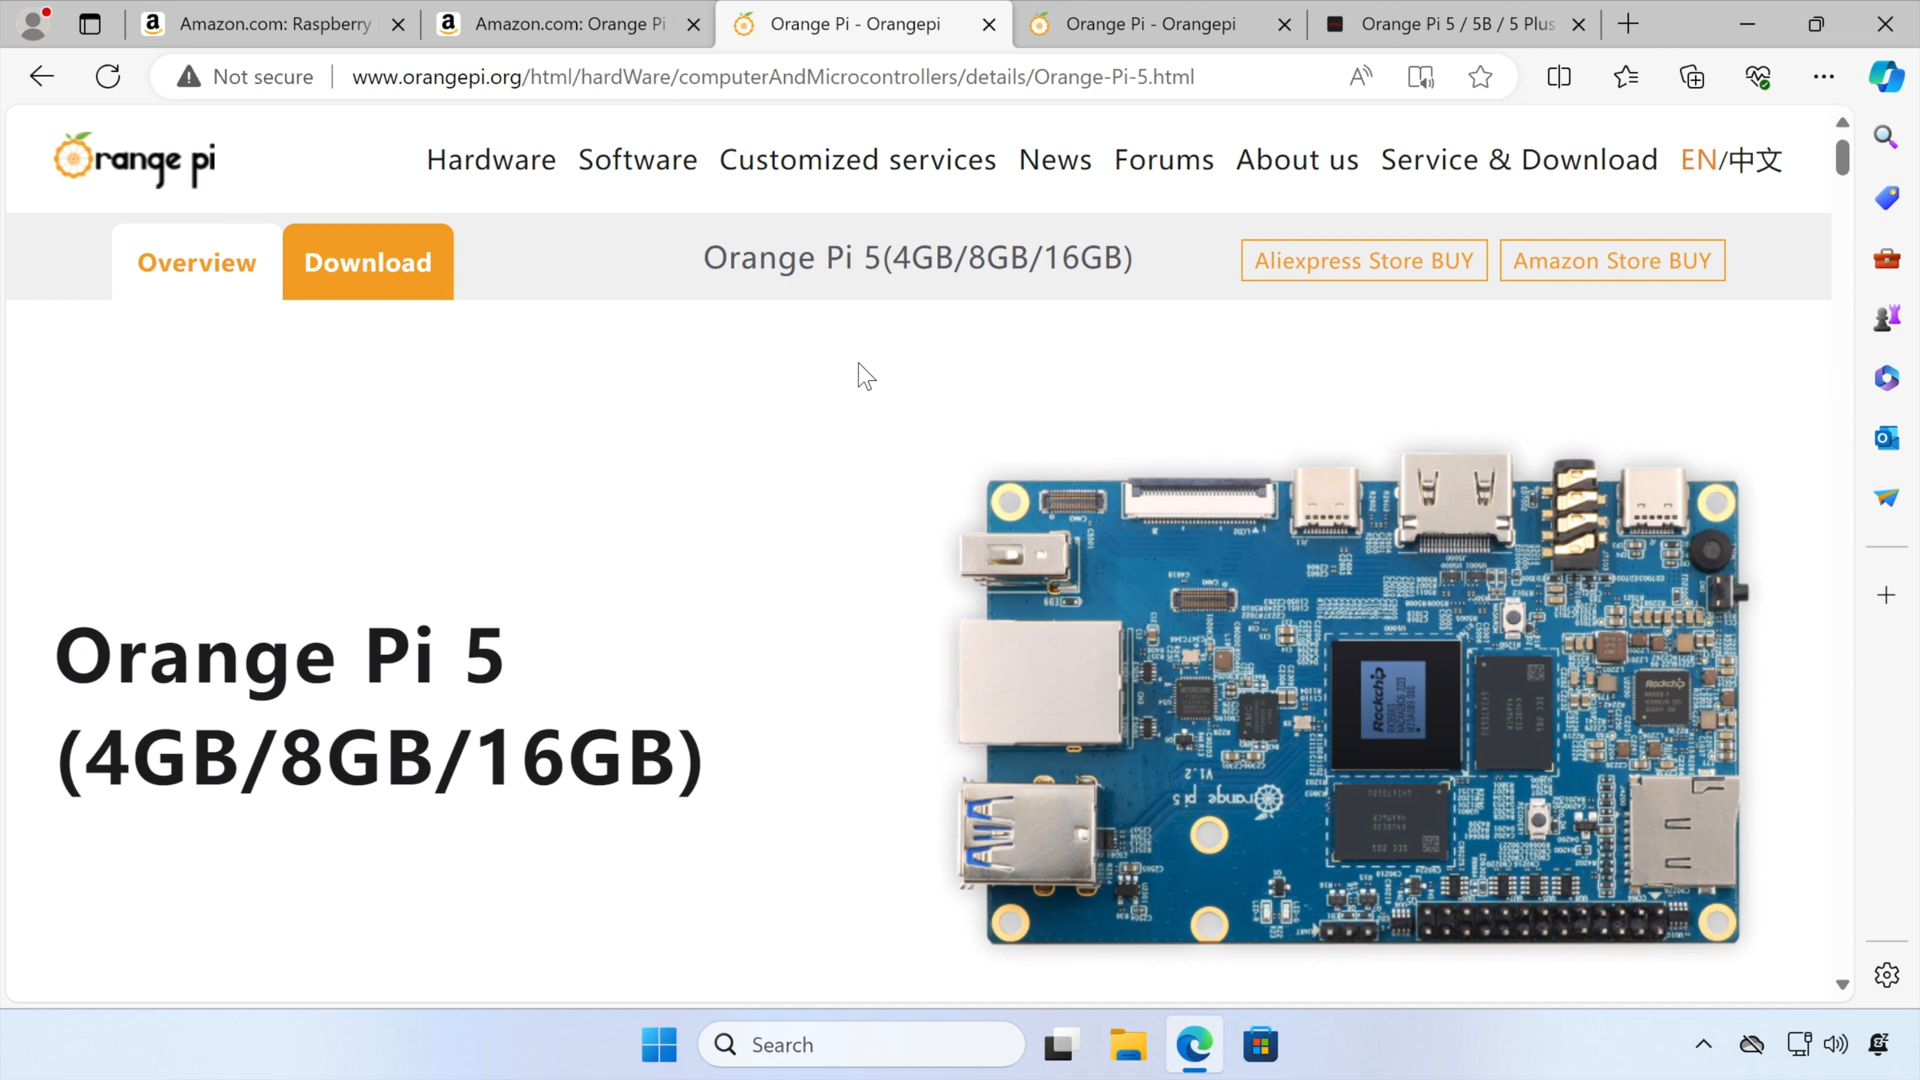 Amazon.com: Raspberry
Amazon.com: Orange Pi
Orange Pi - Orangepi
Orange Pi - Orangepi
Orange Pi 5 / 5B / 5 Plus
Not secure
www.orangepi.org/html/hardWare/computerAndMicrocontrollers/details/Orange-Pi-5.html
range pi
Hardware
Software
Customized services
News
Forums
About us
Service & Download
EN/中文
Overview
Download
Orange Pi 5(4GB/8GB/16GB)
Aliexpress Store BUY
Amazon Store BUY
Orange Pi 5
(4GB/8GB/16GB)
Rockchip
Rockchip
V1.2
range pi 5
Search